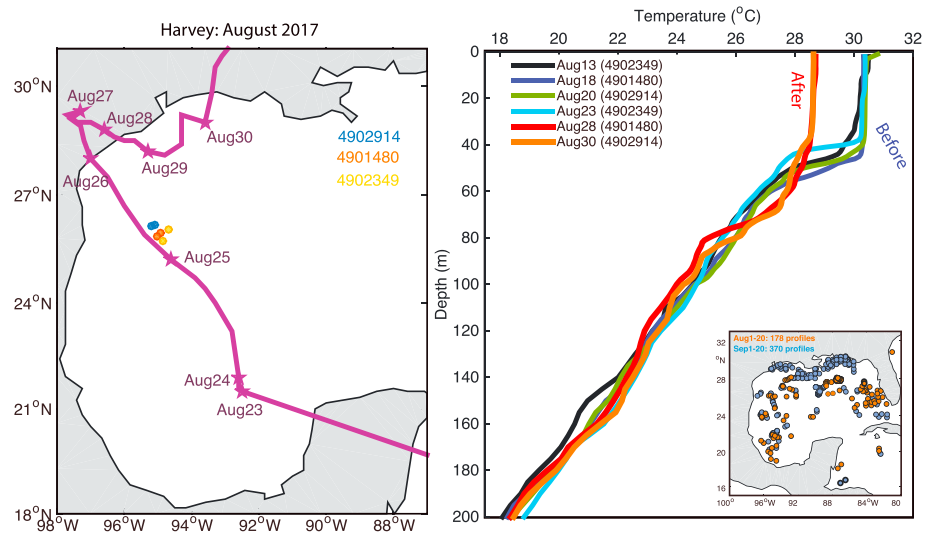 Harvey: August 2017
30°N
27°N
24°N
21°N
18°N
98°W
96°W
94°W
92°W
90°W
88°W
Aug27
Aug28
Aug30
Aug29
Aug26
Aug25
Aug24
Aug23
4902914
4901480
4902349
Temperature (°C)
18
20
22
24
26
28
30
32
Depth (m)
0
20
40
60
80
100
120
140
160
180
200
Aug13 (4902349)
Aug18 (4901480)
Aug20 (4902914)
Aug23 (4902349)
Aug28 (4901480)
Aug30 (4902914)
After
Before
Aug1-20: 178 profiles
Sep1-20: 370 profiles
32
°N
28
24
20
16
100°
96°W
92
88
84°W
80